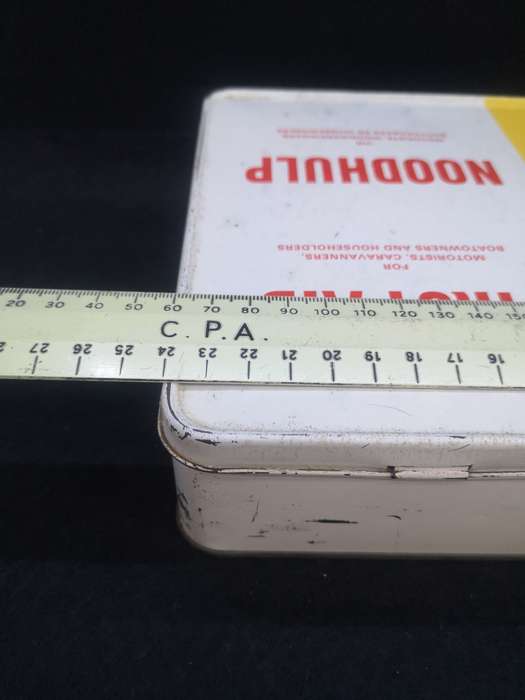 FOR
MOTORISTS, CARAVANNERS,
BOATOWNERS AND HOUSEHOLDERS
NOODHULP
VIR
20 30 40 50 60 70 80 90 100 110 120 130 140 150
C.P.A.
27 26 25 24 23 22 21 20 19 18 17 16